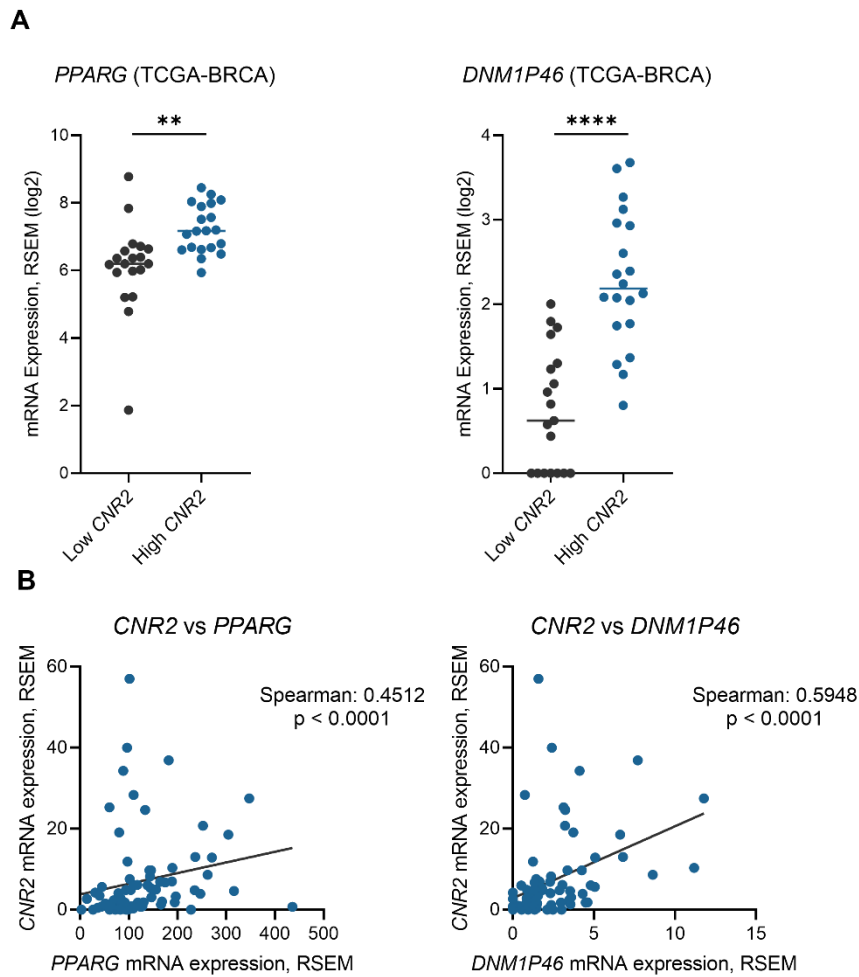 A
PPARG (TCGA-BRCA)
**
mRNA Expression, RSEM (log2)
10
8
6
4
2
0
Low CNR2
High CNR2
DNM1P46 (TCGA-BRCA)
****
mRNA Expression, RSEM (log2)
4
3
2
1
0
Low CNR2
High CNR2
B
CNR2 vs PPARG
CNR2 mRNA expression, RSEM
60
40
20
0
Spearman: 0.4512
p < 0.0001
0 100 200 300 400 500
PPARG mRNA expression, RSEM
CNR2 vs DNM1P46
CNR2 mRNA expression, RSEM
60
40
20
0
Spearman: 0.5948
p < 0.0001
0 5 10 15
DNM1P46 mRNA expression, RSEM